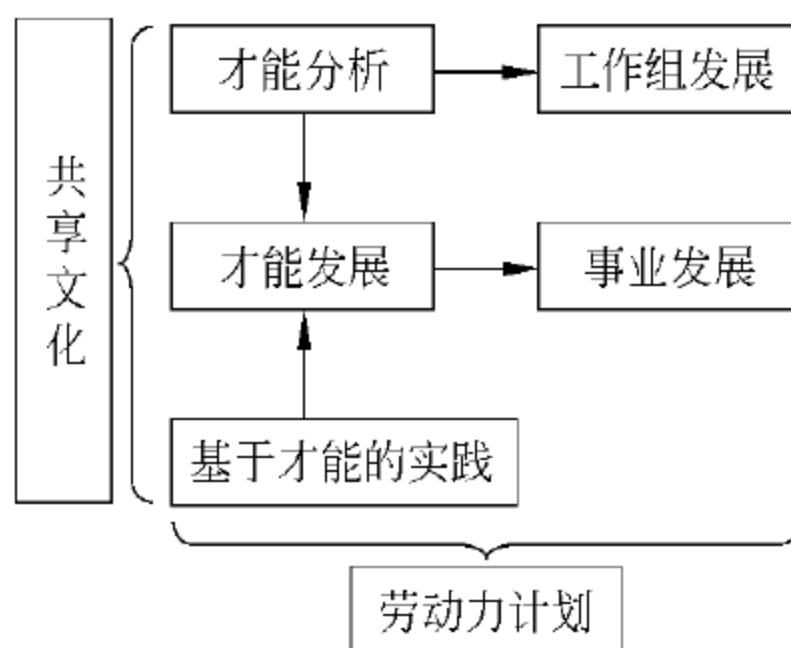 共享文化
才能分析
工作组发展
才能发展
事业发展
基于才能的实践
劳动力计划